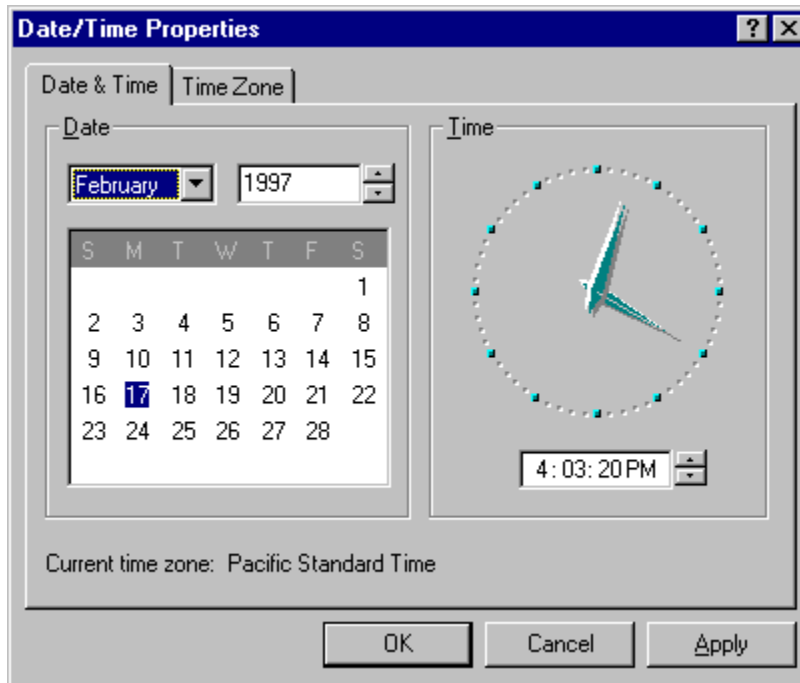 Date/Time Properties
Date & Time
Time Zone
Date
February
1997
S M T W T F S
1
2 3 4 5 6 7 8
9 10 11 12 13 14 15
16 17 18 19 20 21 22
23 24 25 26 27 28
Time
4:03:20 PM
Current time zone: Pacific Standard Time
OK
Cancel
Apply